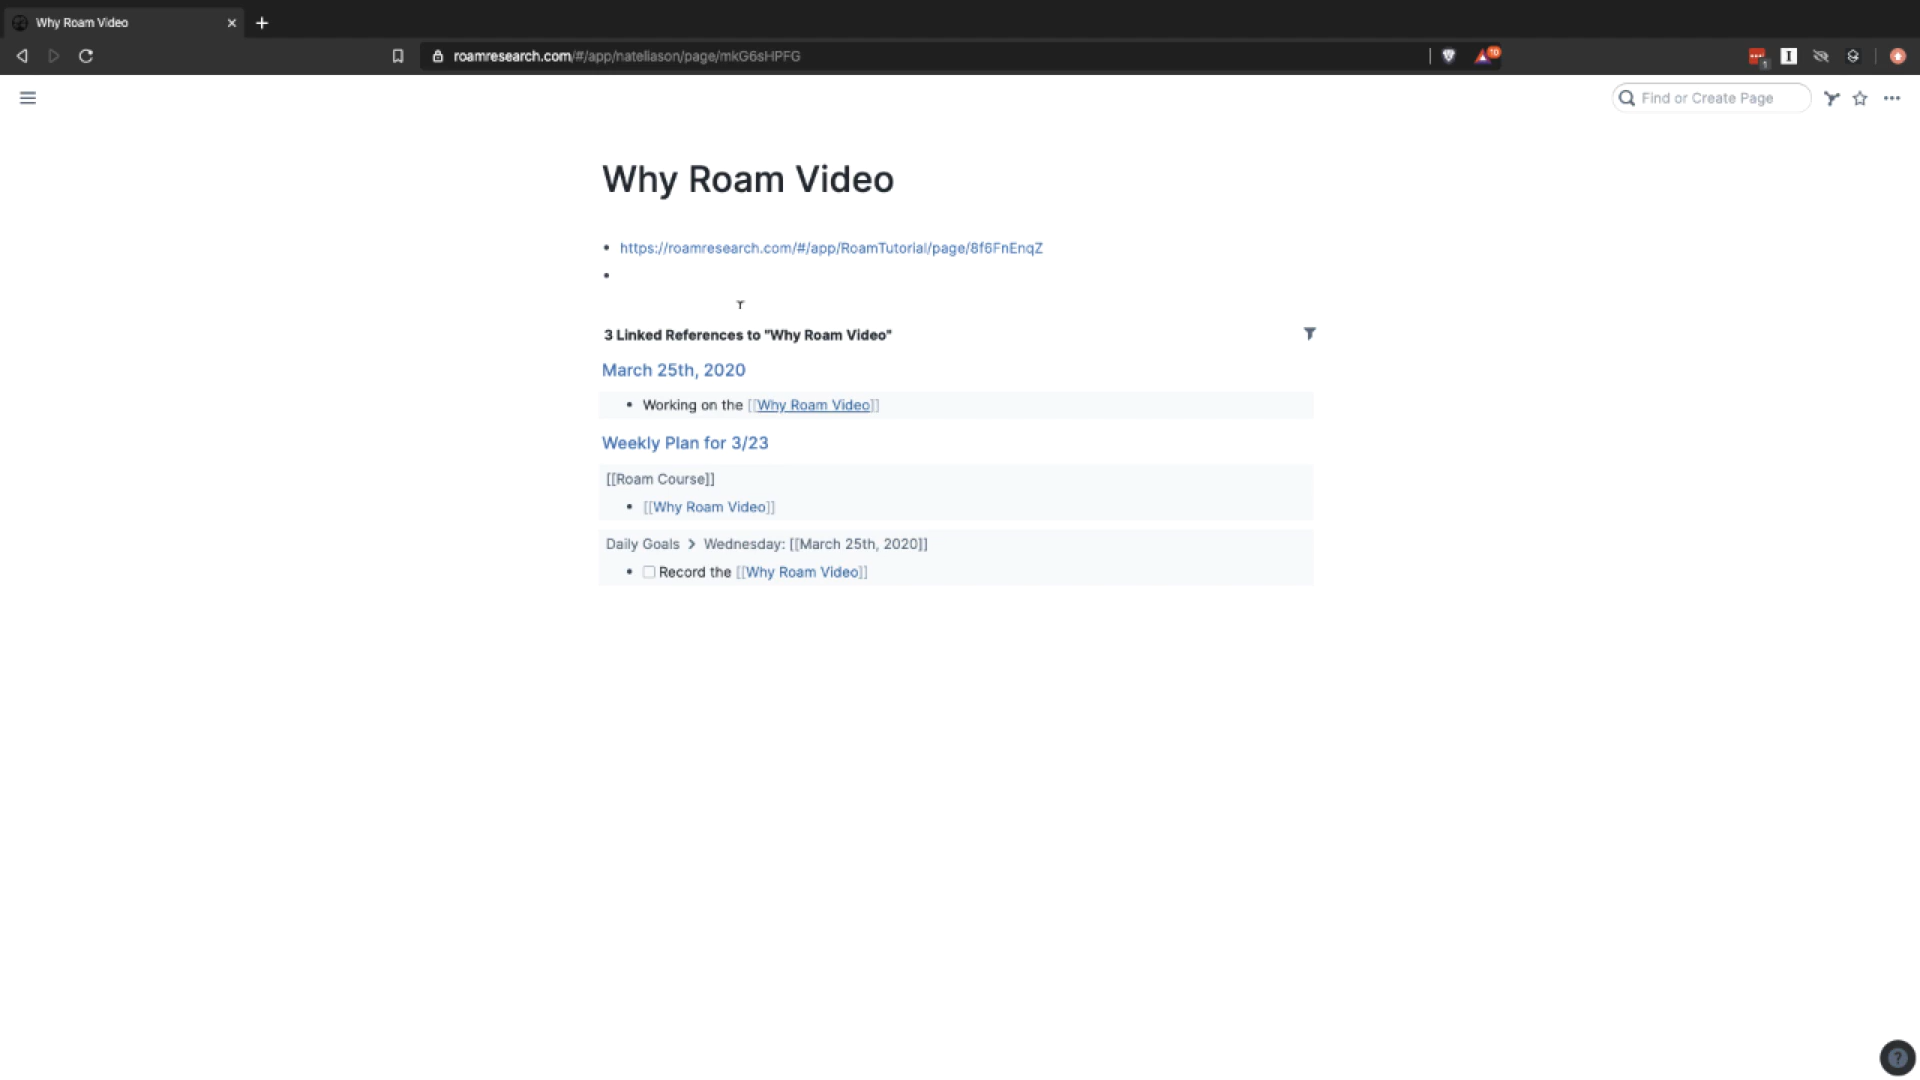 Why Roam Video
roamresearch.com/#/app/nateliason/page/mkG6sHPFG
10
1
Find or Create Page
Why Roam Video
https://roamresearch.com/#/app/RoamTutorial/page/8f6FnEnqZ
3 Linked References to "Why Roam Video"
March 25th, 2020
Working on the [[Why Roam Video]]
Weekly Plan for 3/23
[[Roam Course]]
[[Why Roam Video]]
Daily Goals > Wednesday: [[March 25th, 2020]]
Record the [[Why Roam Video]]
?